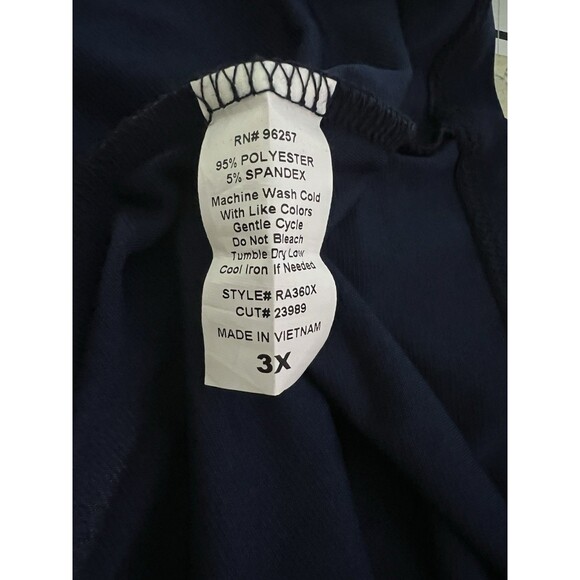 RN# 96257
95% POLYESTER
5% SPANDEX
Machine Wash Cold
With Like Colors
Gentle Cycle
Do Not Bleach
Tumble Dry Low
Cool Iron If Needed
STYLE# RA360X
CUT# 23989
MADE IN VIETNAM
3X